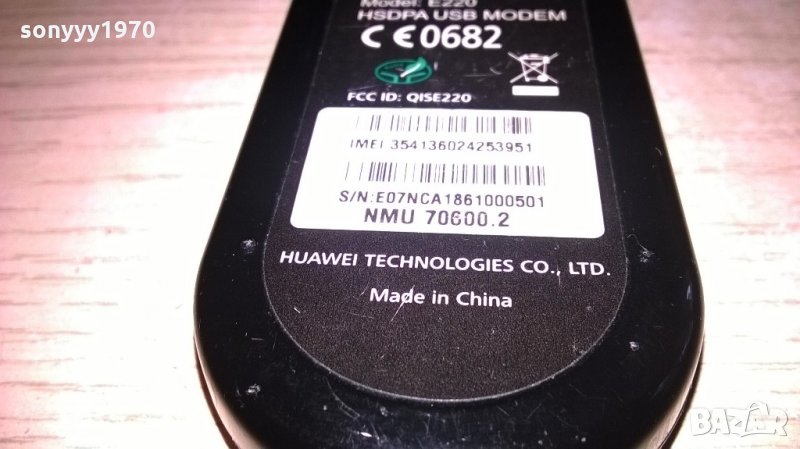 sonyyy1970
Model: E220
HSDPA USB MODEM
CE0682
FCC ID: QISE220
IMEI 354136024253951
S/N:E07NCA1861000501
NMU 70600.2
HUAWEI TECHNOLOGIES CO., LTD.
Made in China
BAZAR